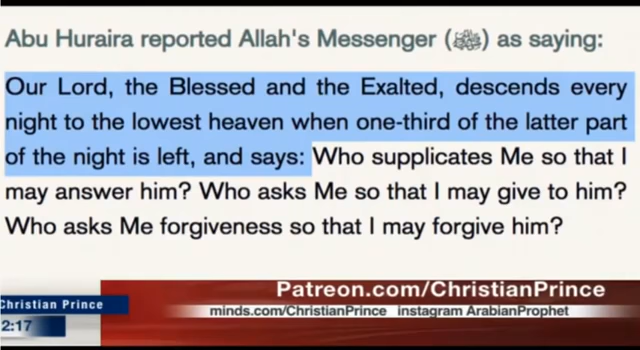 Abu Huraira reported Allah's Messenger (ﷺ) as saying:
Our Lord, the Blessed and the Exalted, descends every
night to the lowest heaven when one-third of the latter part
of the night is left, and says: Who supplicates Me so that I
may answer him? Who asks Me so that I may give to him?
Who asks Me forgiveness so that I may forgive him?
Patreon.com/ChristianPrince
Christian Prince
minds.com/ChristianPrince instagram ArabianProphet
2:17